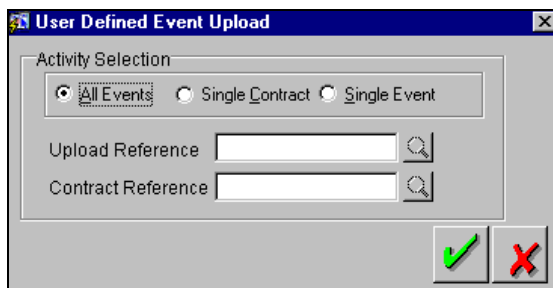 User Defined Event Upload
Activity Selection
All Events Single Contract Single Event
Upload Reference
Contract Reference